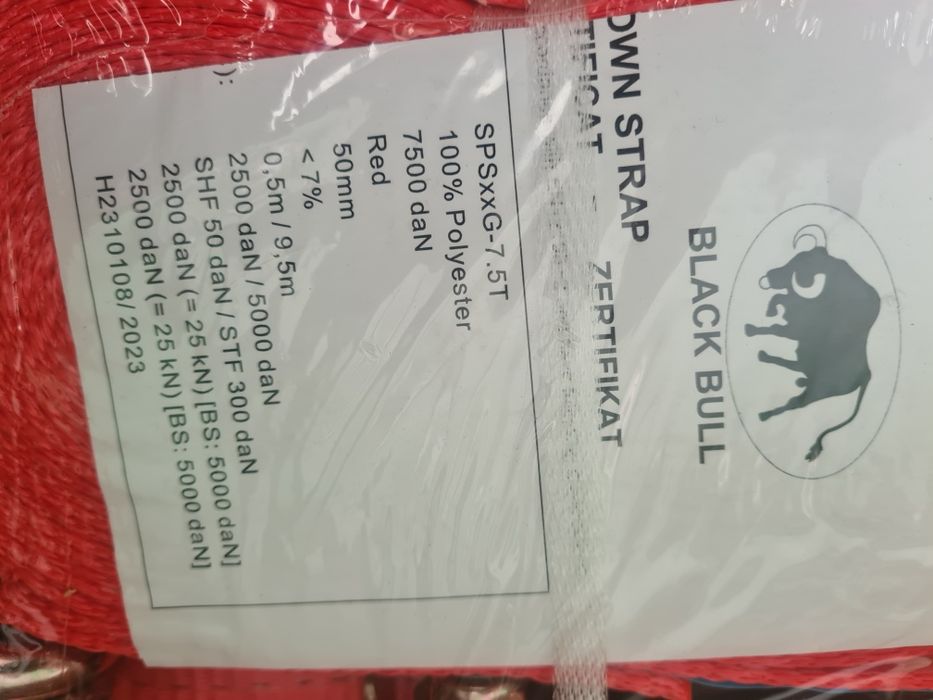 BLACK BULL
OWN STRAP
TIFICAT - ZERTIFIKAT
SPSxxG-7.5T
100% Polyester
7500 daN
Red
50mm
< 7%
0,5m / 9,5m
): 2500 daN / 5000 daN
SHF 50 daN / STF 300 daN
2500 daN (= 25 kN) [BS: 5000 daN]
2500 daN (= 25 kN) [BS: 5000 daN]
H2310108/2023